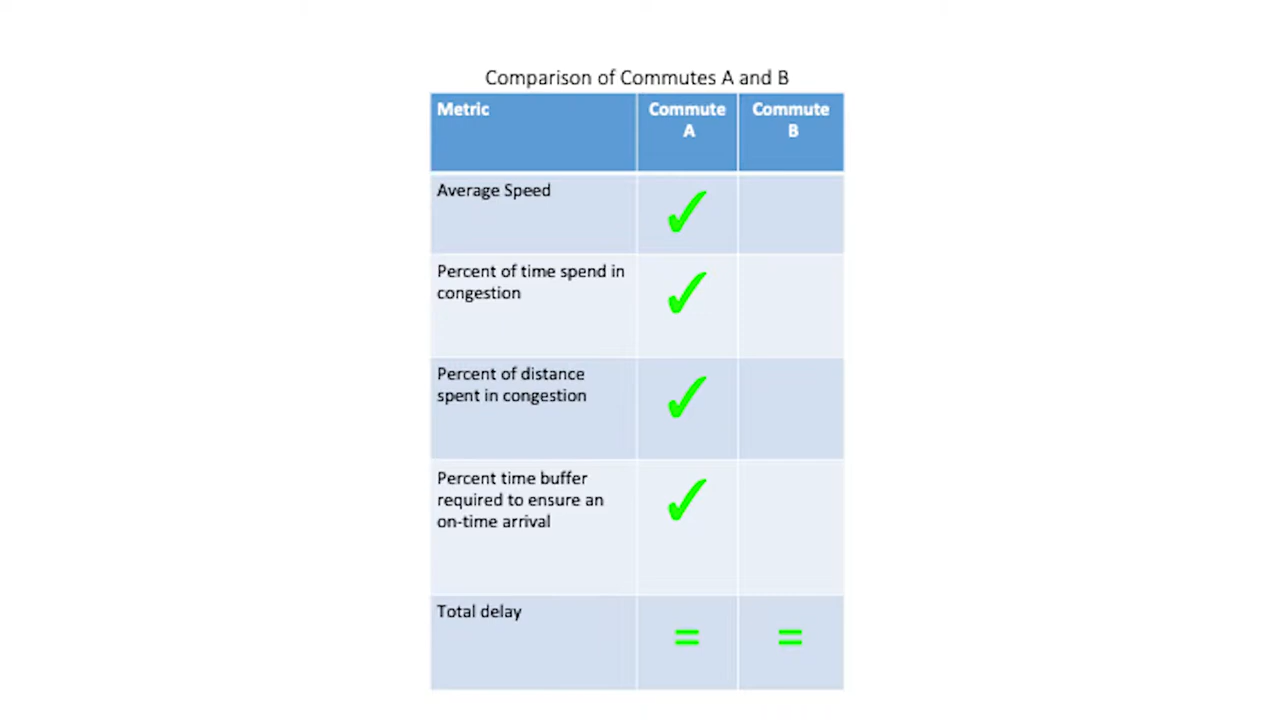 Comparison of Commutes A and B
Metric
Commute
A
Commute
B
Average Speed
✓
Percent of time spend in
congestion
✓
Percent of distance
spent in congestion
✓
Percent time buffer
required to ensure an
on-time arrival
✓
Total delay
=
=